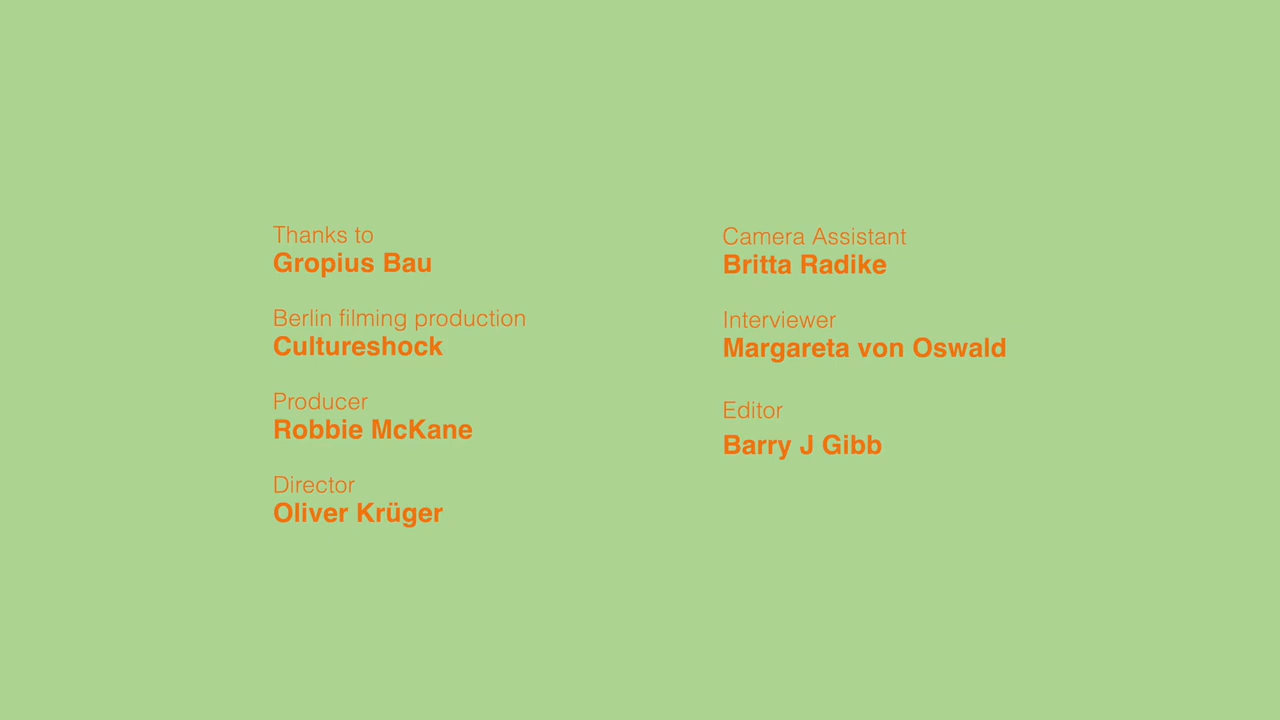 Thanks to
Gropius Bau
Berlin filming production
Cultureshock
Producer
Robbie McKane
Director
Oliver Krüger
Camera Assistant
Britta Radike
Interviewer
Margareta von Oswald
Editor
Barry J Gibb